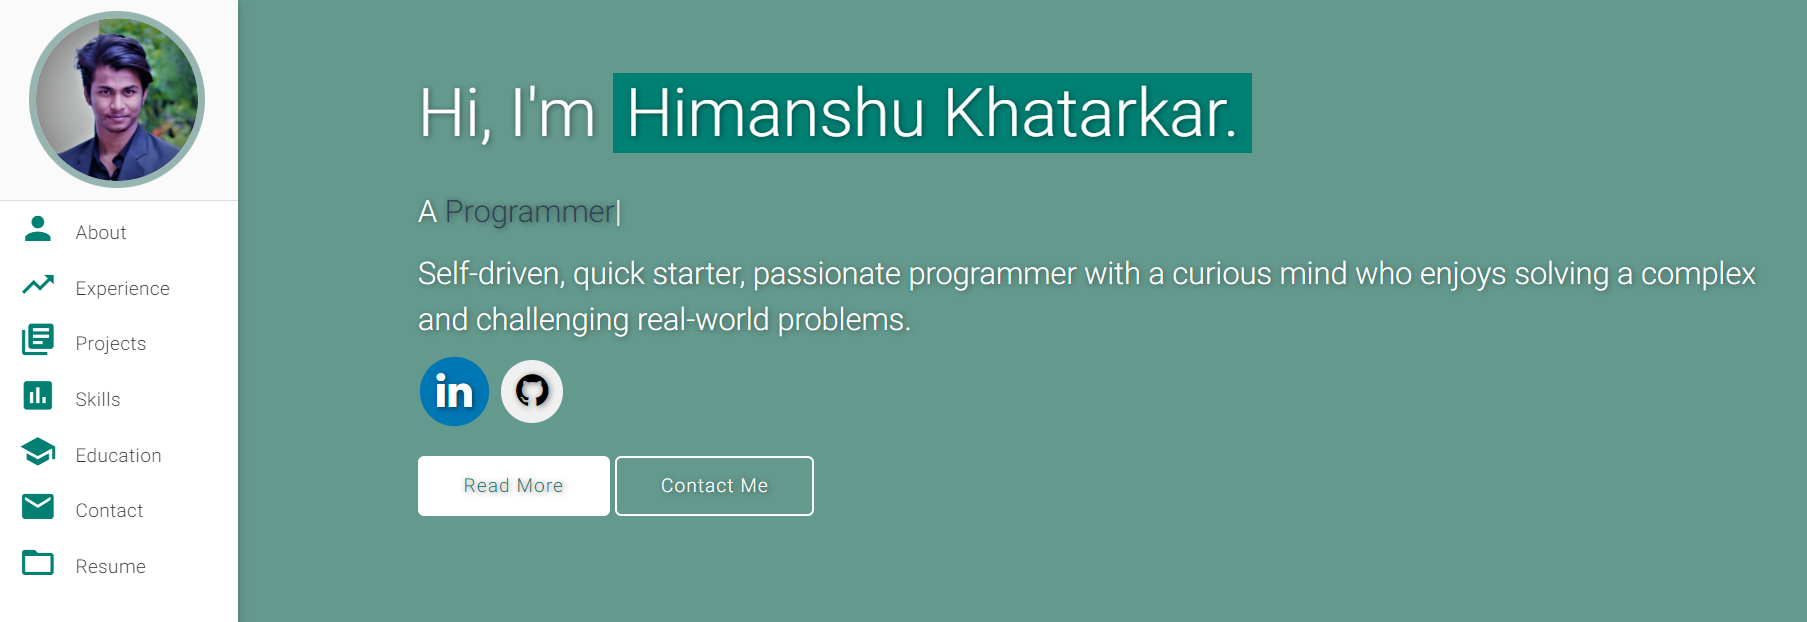 About
Experience
Projects
Skills
Education
Contact
Resume
Hi, I'm Himanshu Khatarkar.
A Programmer|
Self-driven, quick starter, passionate programmer with a curious mind who enjoys solving a complex
and challenging real-world problems.
in
Read More
Contact Me